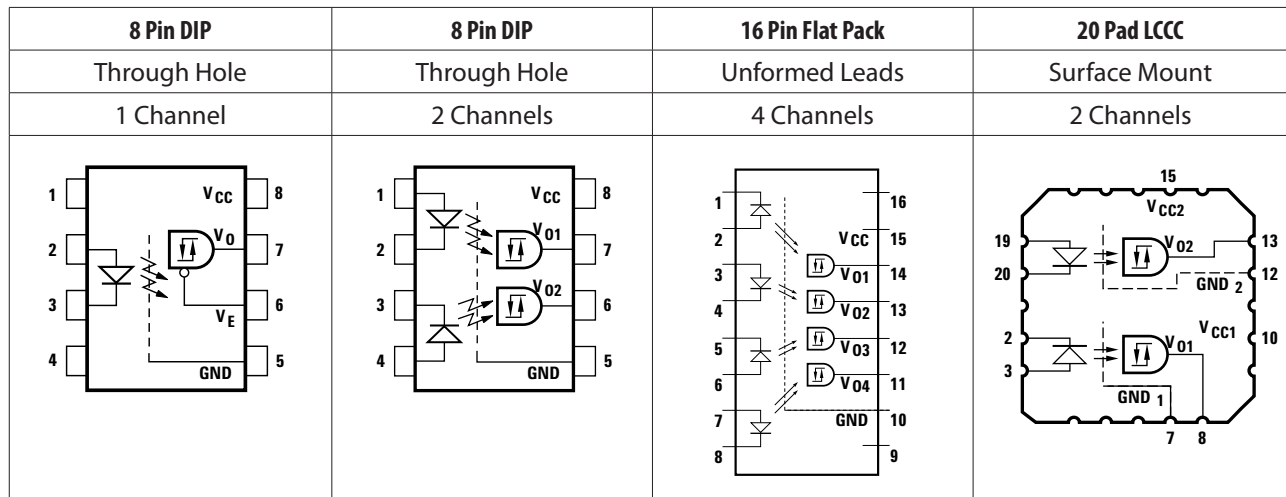 8 Pin DIP
8 Pin DIP
16 Pin Flat Pack
20 Pad LCCC
Through Hole
Through Hole
Unformed Leads
Surface Mount
1 Channel
2 Channels
4 Channels
2 Channels
1
2
3
4
VCC
VO
VE
GND
8
7
6
5
1
2
3
4
VCC
VO1
VO2
GND
8
7
6
5
1
2
3
4
5
6
7
8
VCC
VO1
VO2
VO3
VO4
GND
16
15
14
13
12
11
10
9
15
VCC2
19
20
VO2
13
12
GND 2
VCC1
10
2
3
VO1
GND 1
7
8